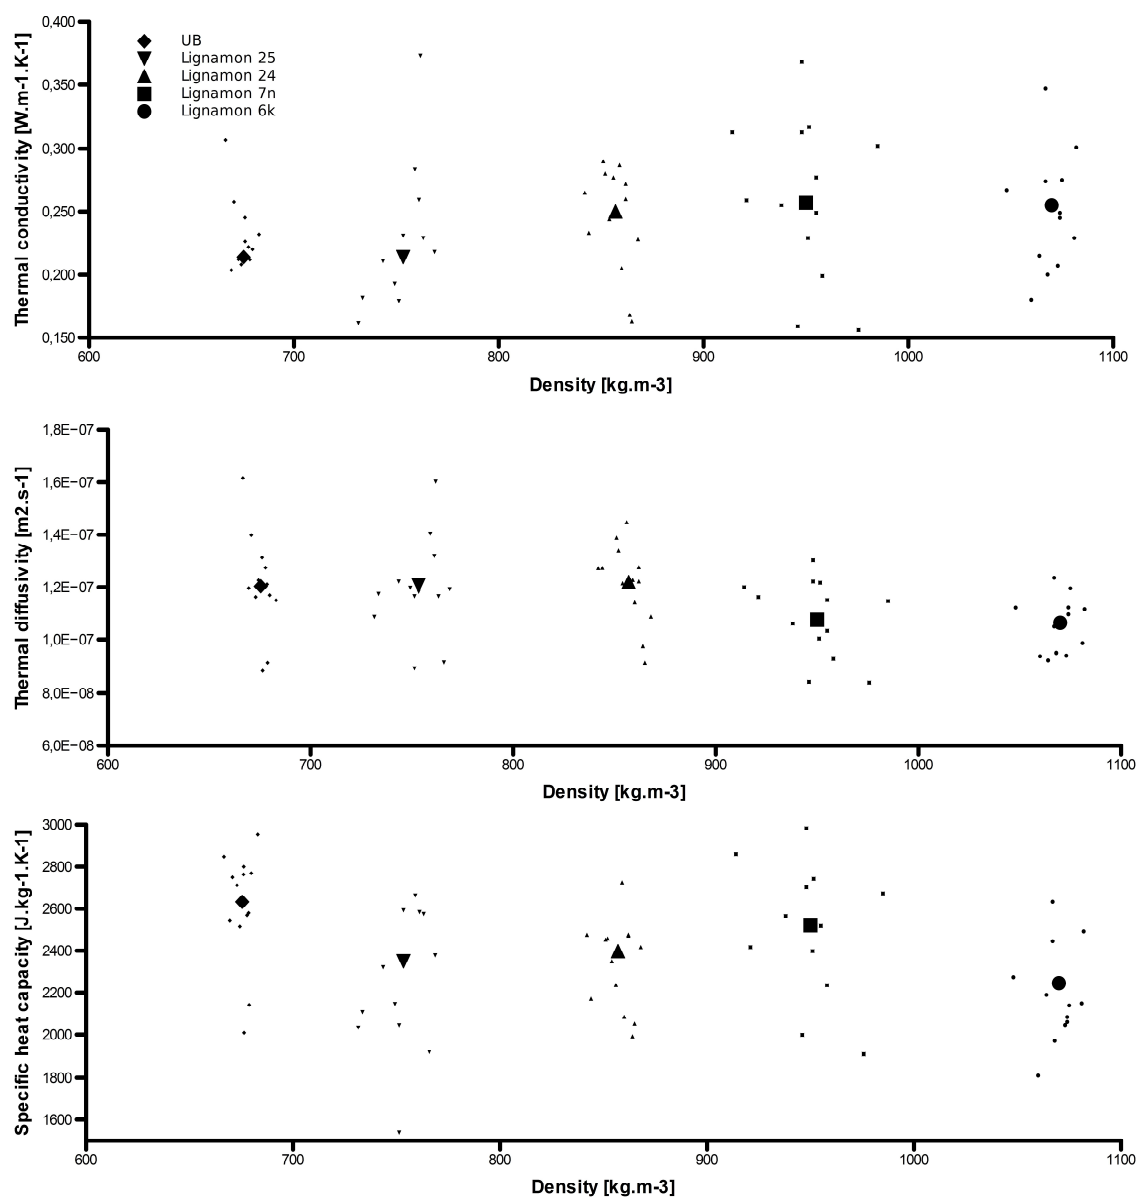 Thermal conductivity [W.m-1.K-1]
0,400
0,350
0,300
0,250
0,200
0,150
UB
Lignamon 25
Lignamon 24
Lignamon 7n
Lignamon 6k
600 700 800 900 1000 1100
Density [kg.m-3]
Thermal diffusivity [m2.s-1]
1,8E−07
1,6E−07
1,4E−07
1,2E−07
1,0E−07
8,0E−08
6,0E−08
600 700 800 900 1000 1100
Density [kg.m-3]
Specific heat capacity [J.kg-1.K-1]
3000
2800
2600
2400
2200
2000
1800
1600
600 700 800 900 1000 1100
Density [kg.m-3]